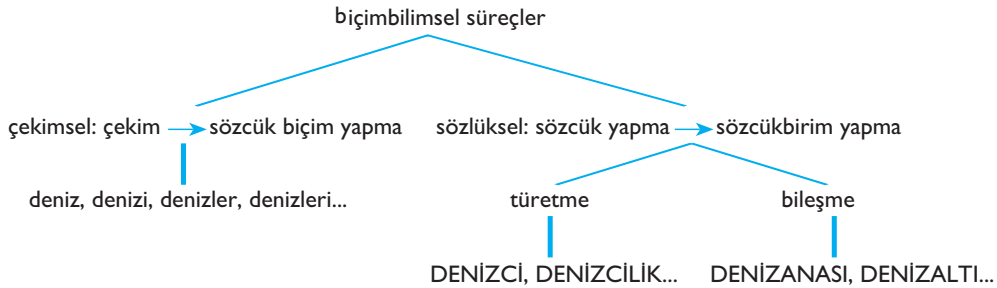 biçimbilimsel süreçler
çekimsel: çekim → sözcük biçim yapma sözlüksel: sözcük yapma → sözcükbirim yapma
deniz, denizi, denizler, denizleri... türetme bileşme
DENİZCİ, DENİZCİLİK... DENİZANASI, DENİZALTI...